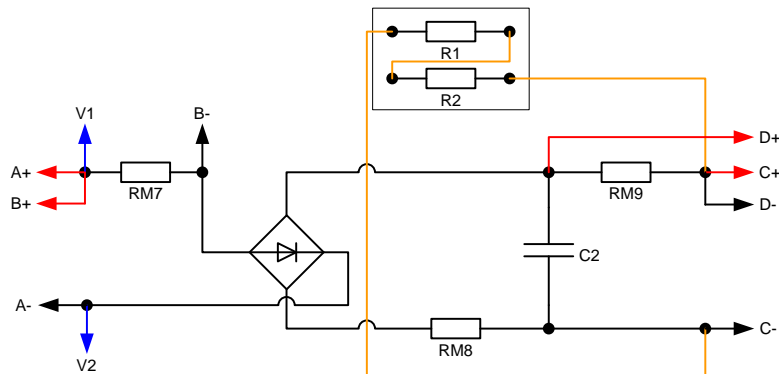 R1
R2
V1
B-
D+
A+
C+
RM7
RM9
B+
D-
C2
A-
C-
RM8
V2